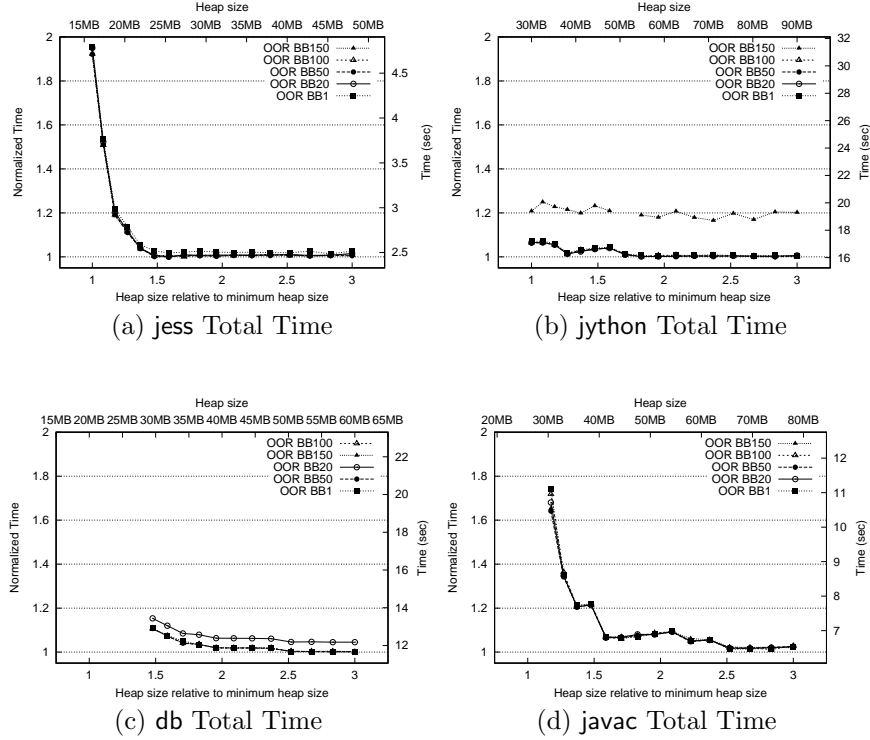 Heap size
15MB 20MB 25MB 30MB 35MB 40MB 45MB 50MB
2
1.8
1.6
1.4
1.2
1
Normalized Time
OOR BB150
OOR BB100
OOR BB50
OOR BB20
OOR BB1
4.5
4
3.5
3
2.5
Time (sec)
1 1.5 2 2.5 3
Heap size relative to minimum heap size
(a) jess Total Time
Heap size
30MB 40MB 50MB 60MB 70MB 80MB 90MB
2
1.8
1.6
1.4
1.2
1
Normalized Time
OOR BB150
OOR BB100
OOR BB50
OOR BB20
OOR BB1
32
30
28
26
24
22
20
18
16
Time (sec)
1 1.5 2 2.5 3
Heap size relative to minimum heap size
(b) jython Total Time
Heap size
15MB 20MB 25MB 30MB 35MB 40MB 45MB 50MB 55MB 60MB 65MB
2
1.8
1.6
1.4
1.2
1
Normalized Time
OOR BB100
OOR BB150
OOR BB20
OOR BB50
OOR BB1
22
20
18
16
14
12
Time (sec)
1 1.5 2 2.5 3
Heap size relative to minimum heap size
(c) db Total Time
Heap size
20MB 30MB 40MB 50MB 60MB 70MB 80MB
2
1.8
1.6
1.4
1.2
1
Normalized Time
OOR BB150
OOR BB100
OOR BB50
OOR BB20
OOR BB1
12
11
10
9
8
7
Time (sec)
1 1.5 2 2.5 3
Heap size relative to minimum heap size
(d) javac Total Time